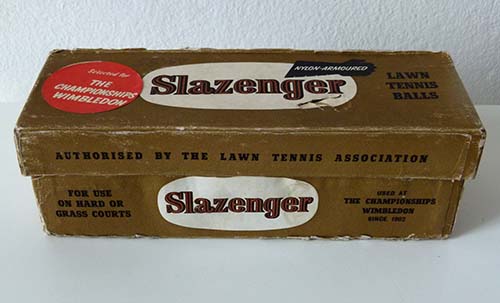 Selected for
THE
CHAMPIONSHIPS
WIMBLEDON
Slazenger
NYLON-ARMOURED
LAWN
TENNIS
BALLS
AUTHORISED BY THE LAWN TENNIS ASSOCIATION
FOR USE
ON HARD OR
GRASS COURTS
Slazenger
USED AT
THE CHAMPIONSHIPS
WIMBLEDON
SINCE 1902